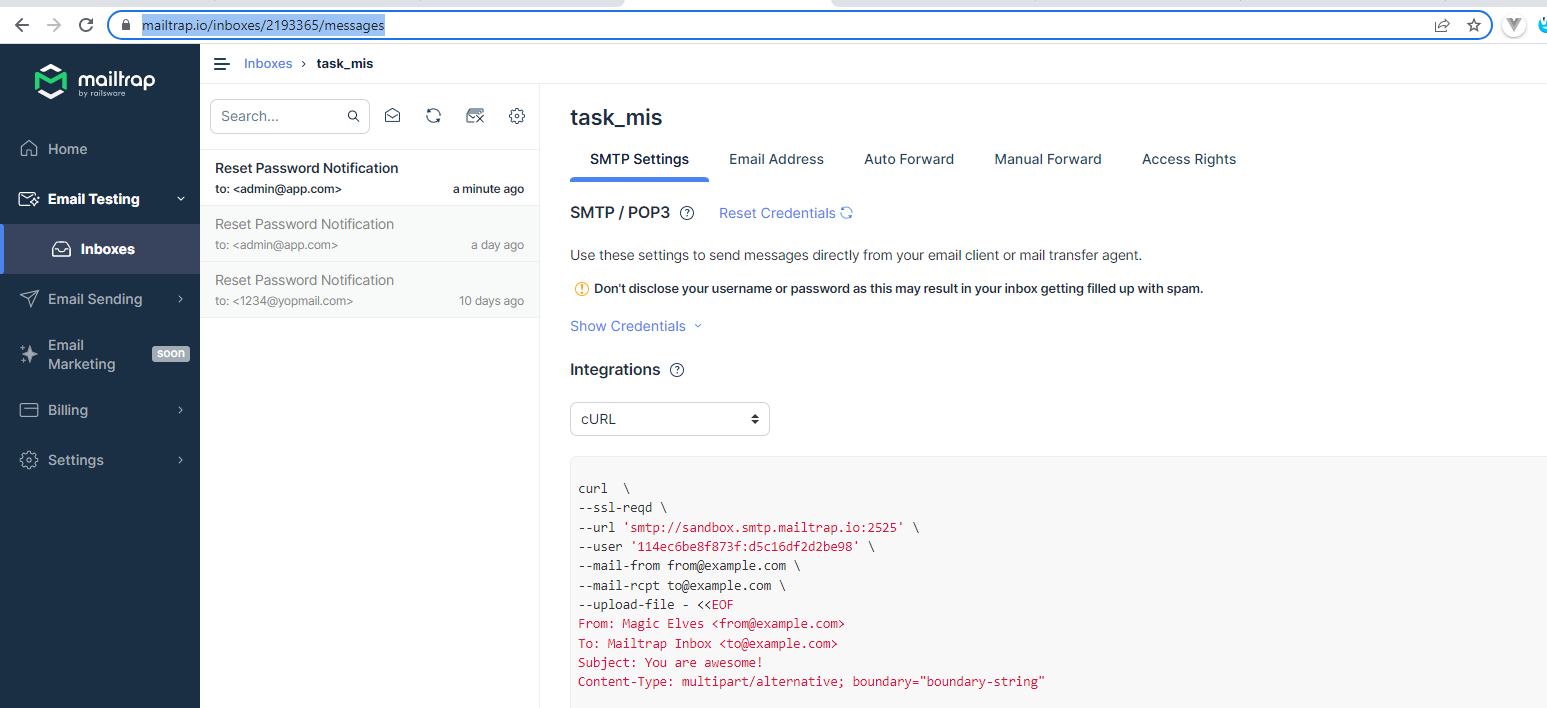 mailtrap.io/inboxes/2193365/messages
mailtrap
by railsware
Home
Email Testing
Inboxes
Email Sending
Email
Marketing
soon
Billing
Settings
Inboxes › task_mis
Search...
Reset Password Notification
to: <admin@app.com> a minute ago
Reset Password Notification
to: <admin@app.com> a day ago
Reset Password Notification
to: <1234@yopmail.com> 10 days ago
task_mis
SMTP Settings Email Address Auto Forward Manual Forward Access Rights
SMTP / POP3 ? Reset Credentials
Use these settings to send messages directly from your email client or mail transfer agent.
! Don't disclose your username or password as this may result in your inbox getting filled up with spam.
Show Credentials
Integrations ?
cURL
curl \
--ssl-reqd \
--url 'smtp://sandbox.smtp.mailtrap.io:2525' \
--user '114ec6be8f873f:d5c16df2d2be98' \
--mail-from from@example.com \
--mail-rcpt to@example.com \
--upload-file - <<EOF
From: Magic Elves <from@example.com>
To: Mailtrap Inbox <to@example.com>
Subject: You are awesome!
Content-Type: multipart/alternative; boundary="boundary-string"